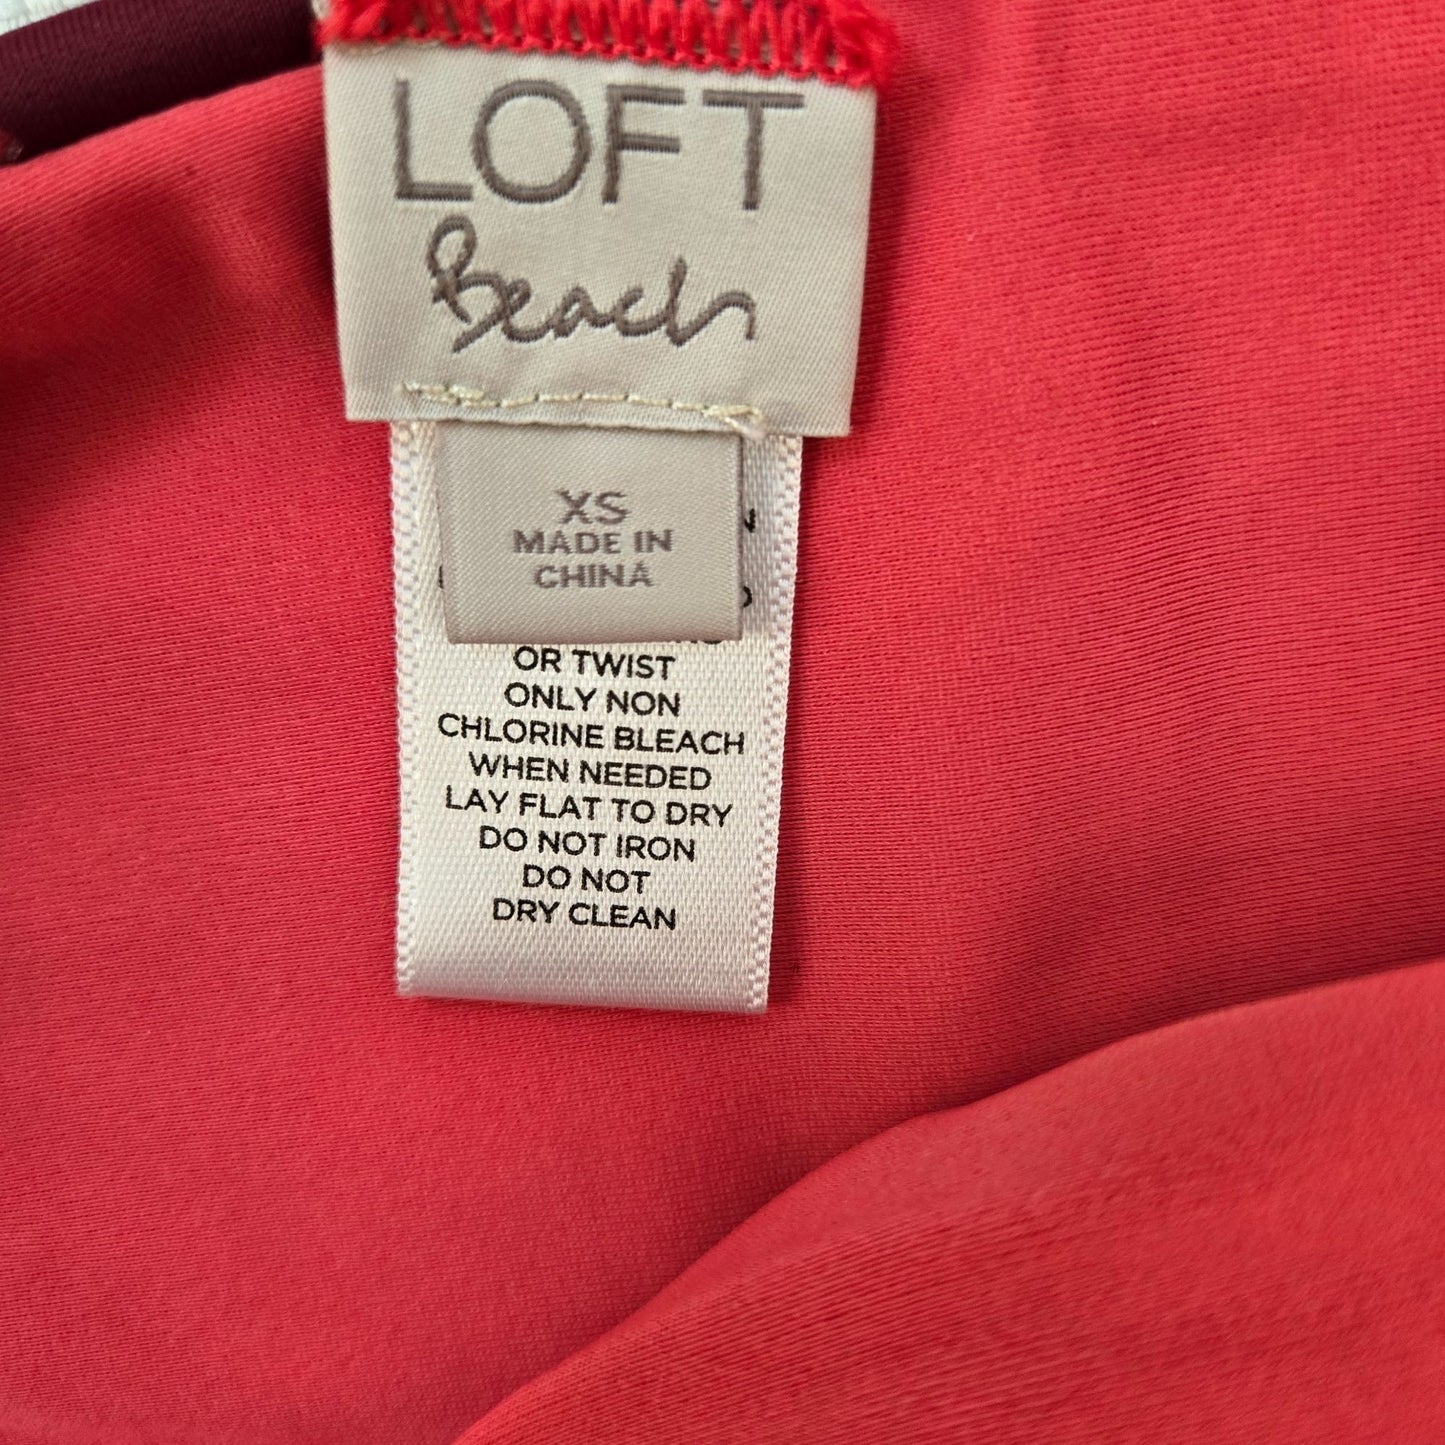 LOFT
Beach
XS
MADE IN
CHINA
OR TWIST
ONLY NON
CHLORINE BLEACH
WHEN NEEDED
LAY FLAT TO DRY
DO NOT IRON
DO NOT
DRY CLEAN